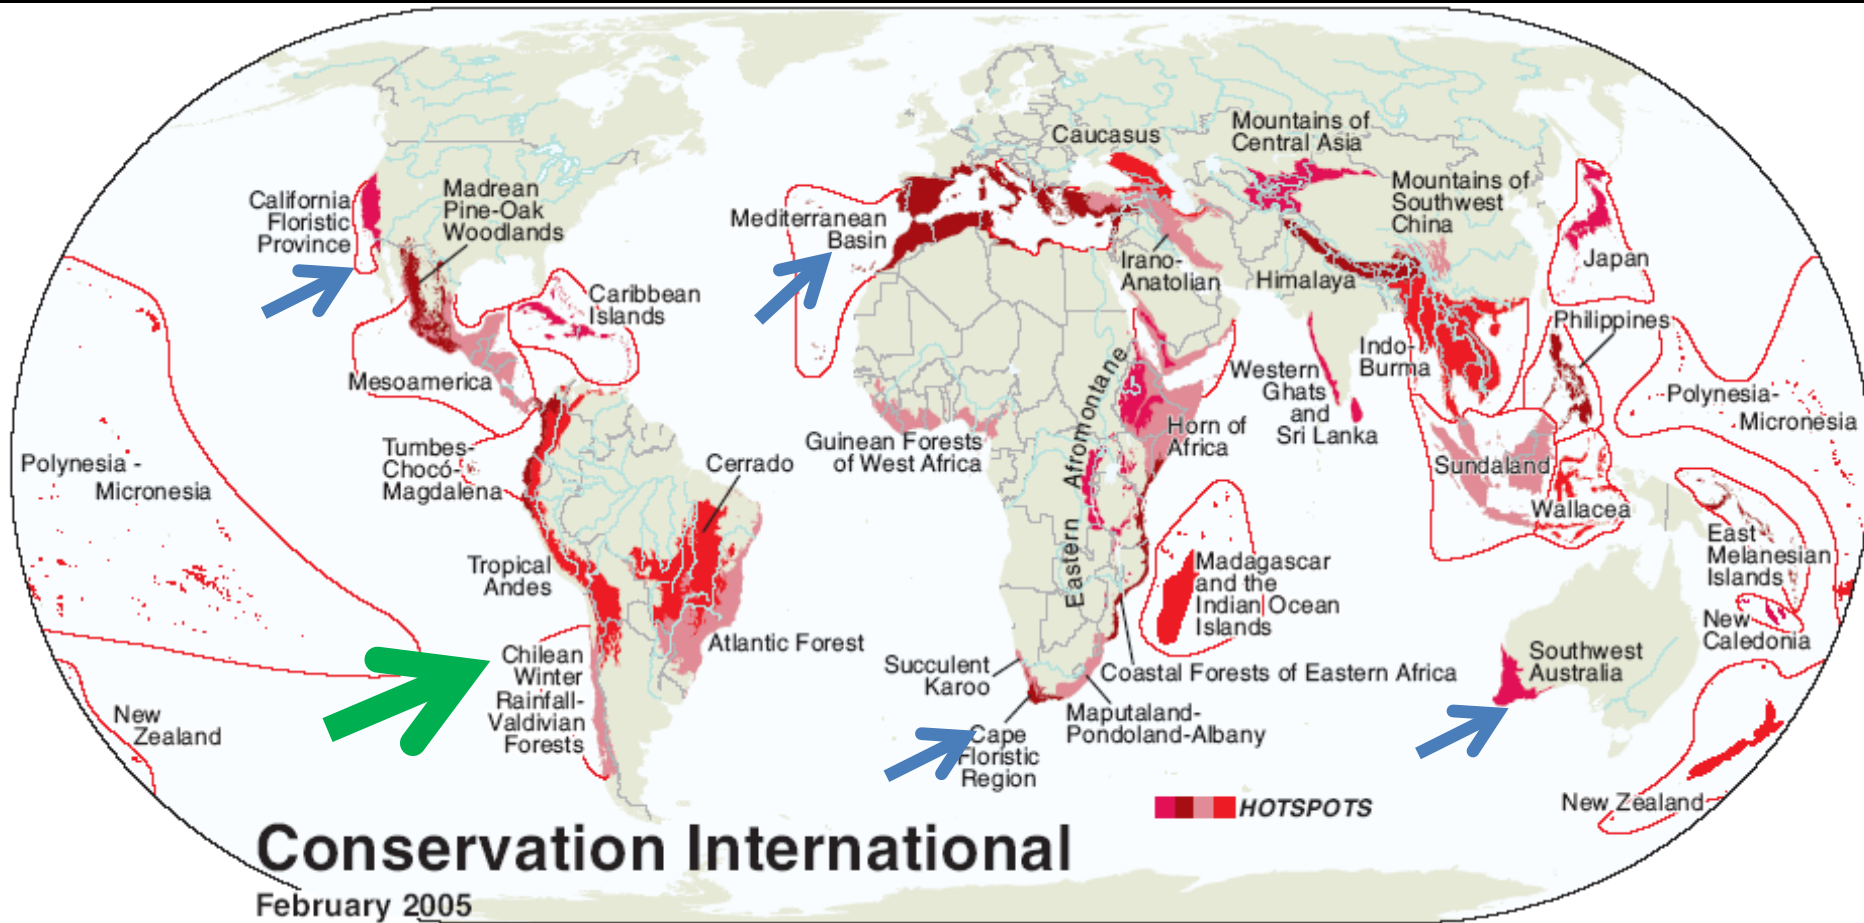 California
Floristic
Province
Madrean
Pine-Oak
Woodlands
Caribbean
Islands
Mesoamerica
Tumbes-
Chocó-
Magdalena
Polynesia -
Micronesia
Tropical
Andes
Cerrado
Atlantic Forest
Chilean
Winter
Rainfall-
Valdivian
Forests
New
Zealand
Mediterranean
Basin
Caucasus
Mountains of
Central Asia
Mountains of
Southwest
China
Irano-
Anatolian
Himalaya
Japan
Philippines
Indo-
Burma
Western
Ghats
and
Sri Lanka
Polynesia-
Micronesia
Guinean Forests
of West Africa
Eastern Afromontane
Horn of
Africa
Sundaland
Wallacea
East
Melanesian
Islands
Madagascar
and the
Indian Ocean
Islands
New
Caledonia
Southwest
Australia
Succulent
Karoo
Coastal Forests of Eastern Africa
Maputaland-
Pondoland-Albany
Cape
Floristic
Region
New Zealand
HOTSPOTS
Conservation International
February 2005